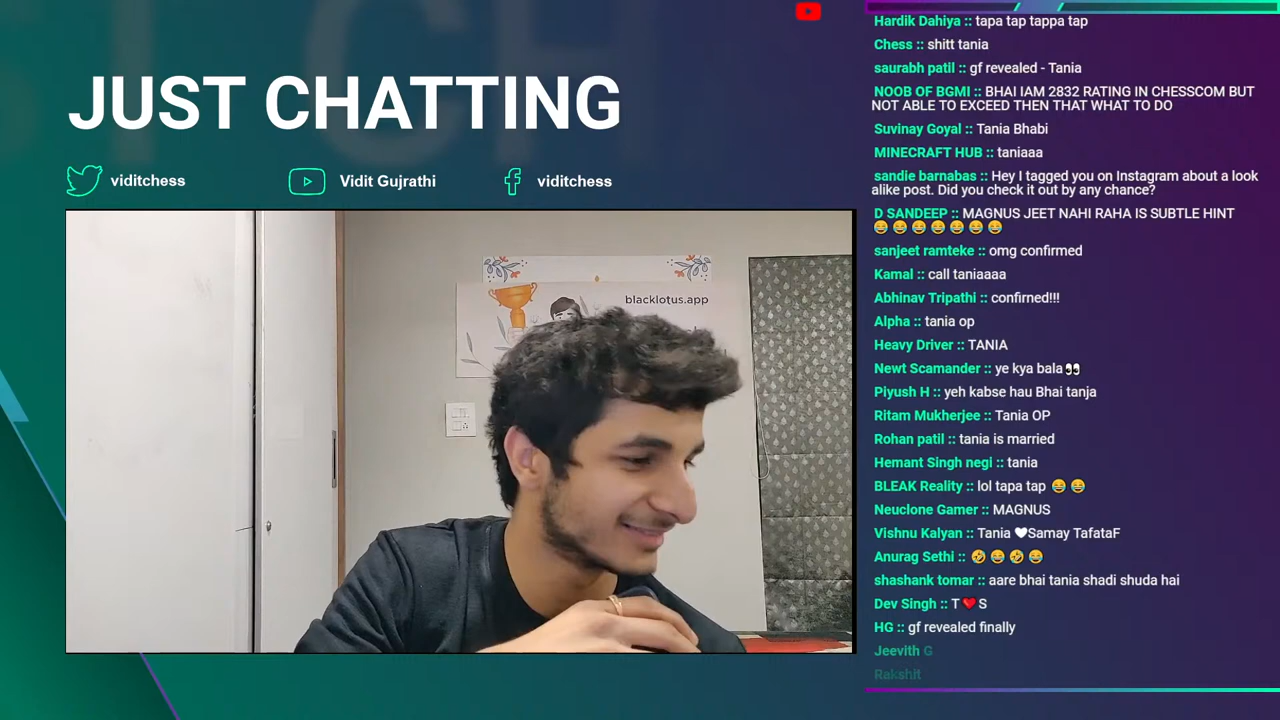 JUST CHATTING
viditchess
Vidit Gujrathi
viditchess
blacklotus.app
Hardik Dahiya :: tapa tap tappa tap
Chess :: shitt tania
saurabh patil :: gf revealed - Tania
NOOB OF BGMI :: BHAI IAM 2832 RATING IN CHESSCOM BUT
NOT ABLE TO EXCEED THEN THAT WHAT TO DO
Suvinay Goyal :: Tania Bhabi
MINECRAFT HUB :: taniaaa
sandie barnabas :: Hey I tagged you on Instagram about a look
alike post. Did you check it out by any chance?
D SANDEEP :: MAGNUS JEET NAHI RAHA IS SUBTLE HINT
😂 😂 😂 😂 😂 😂
sanjeet ramteke :: omg confirmed
Kamal :: call taniaaaa
Abhinav Tripathi :: confirmed!!!
Alpha :: tania op
Heavy Driver :: TANIA
Newt Scamander :: ye kya bala👀
Piyush H :: yeh kabse hau Bhai tanja
Ritam Mukherjee :: Tania OP
Rohan patil :: tania is married
Hemant Singh negi :: tania
BLEAK Reality :: lol tapa tap 😂 😂
Neuclone Gamer :: MAGNUS
Vishnu Kalyan :: Tania 🤍Samay TafataF
Anurag Sethi :: 🤣 😂 🤣 😂
shashank tomar :: aare bhai tania shadi shuda hai
Dev Singh :: T ❤️ S
HG :: gf revealed finally
Jeevith G
Rakshit